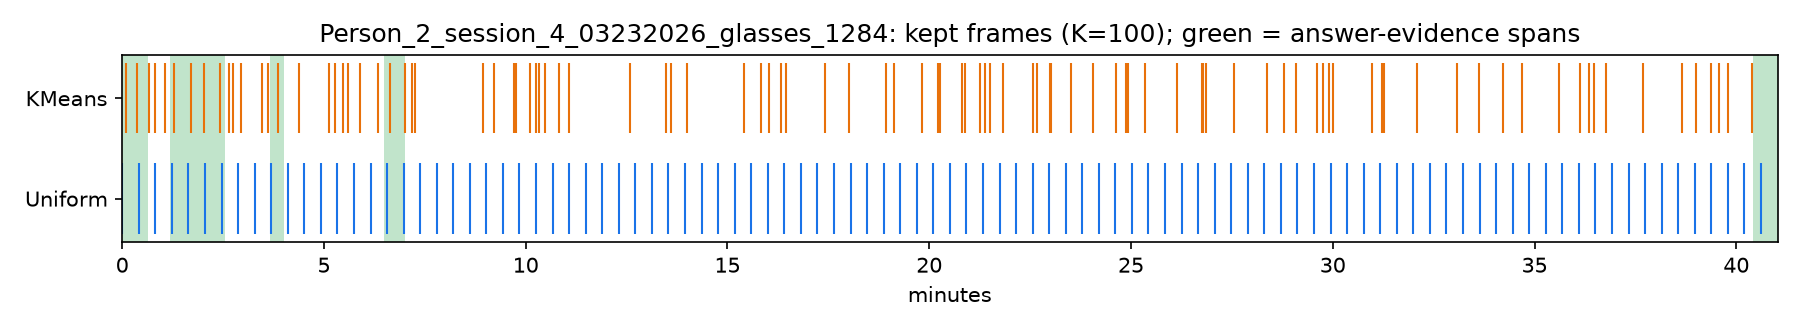 Person_2_session_4_03232026_glasses_1284: kept frames (K=100); green = answer-evidence spans
KMeans
Uniform
0 5 10 15 20 25 30 35 40
minutes